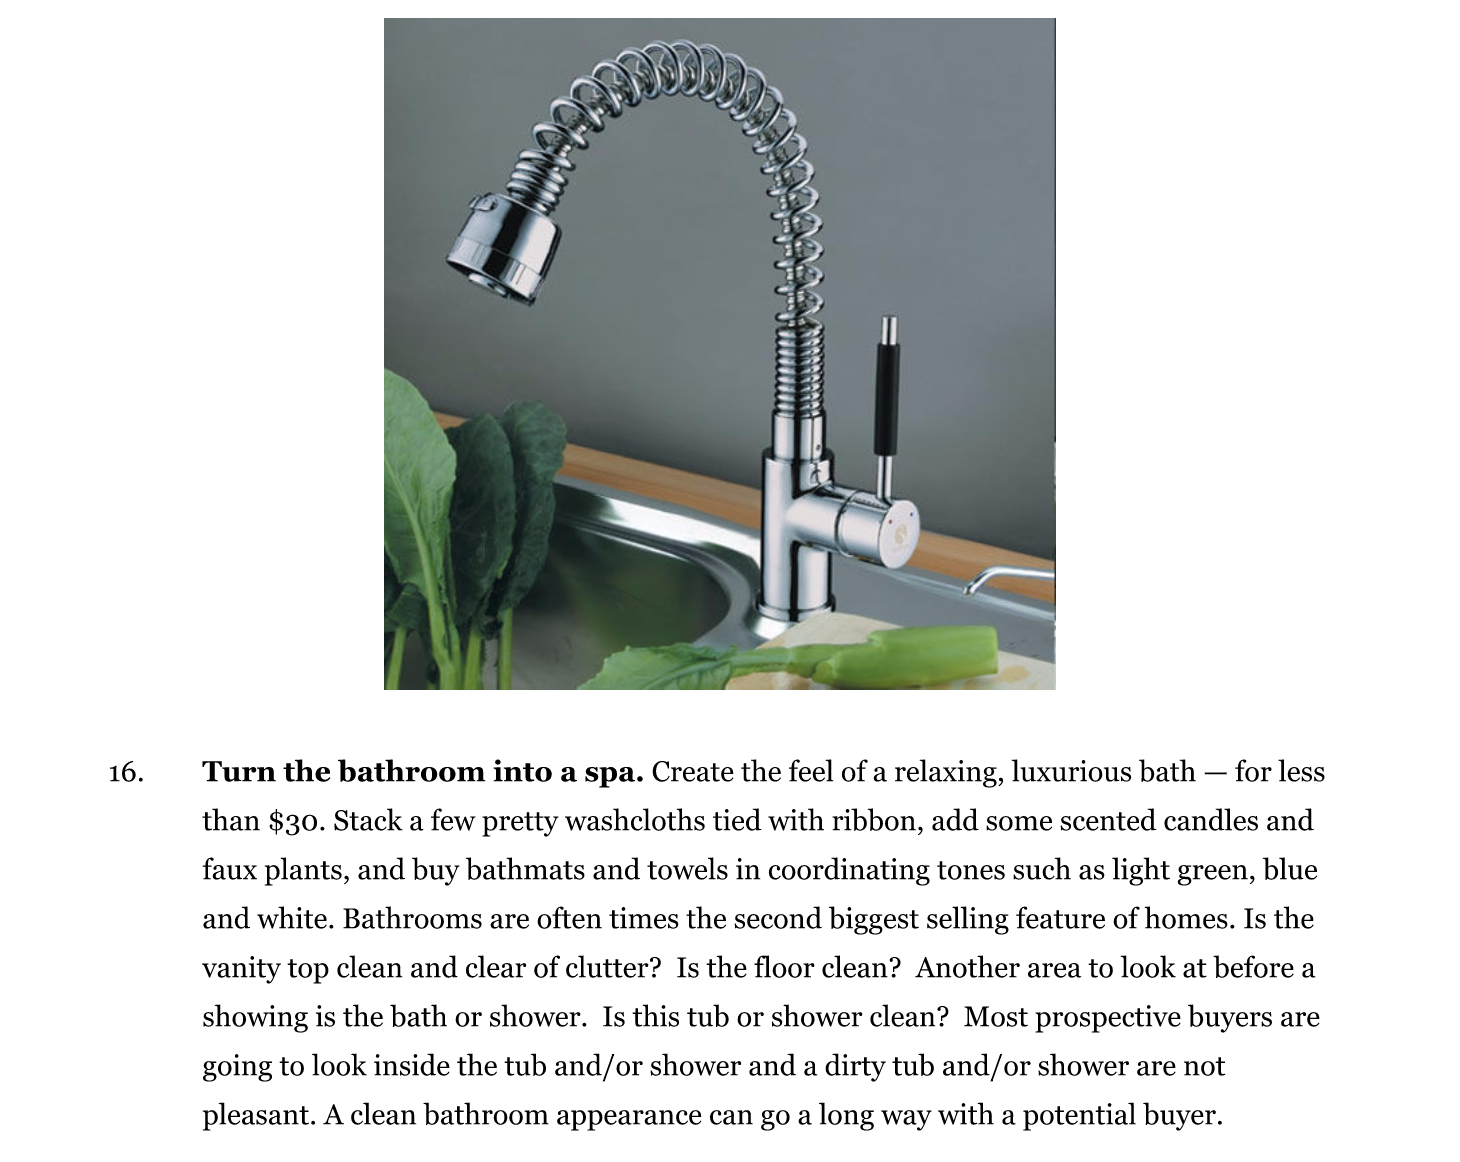 16. Turn the bathroom into a spa. Create the feel of a relaxing, luxurious bath — for less
than $30. Stack a few pretty washcloths tied with ribbon, add some scented candles and
faux plants, and buy bathmats and towels in coordinating tones such as light green, blue
and white. Bathrooms are often times the second biggest selling feature of homes. Is the
vanity top clean and clear of clutter?  Is the floor clean?  Another area to look at before a
showing is the bath or shower.  Is this tub or shower clean?  Most prospective buyers are
going to look inside the tub and/or shower and a dirty tub and/or shower are not
pleasant. A clean bathroom appearance can go a long way with a potential buyer.